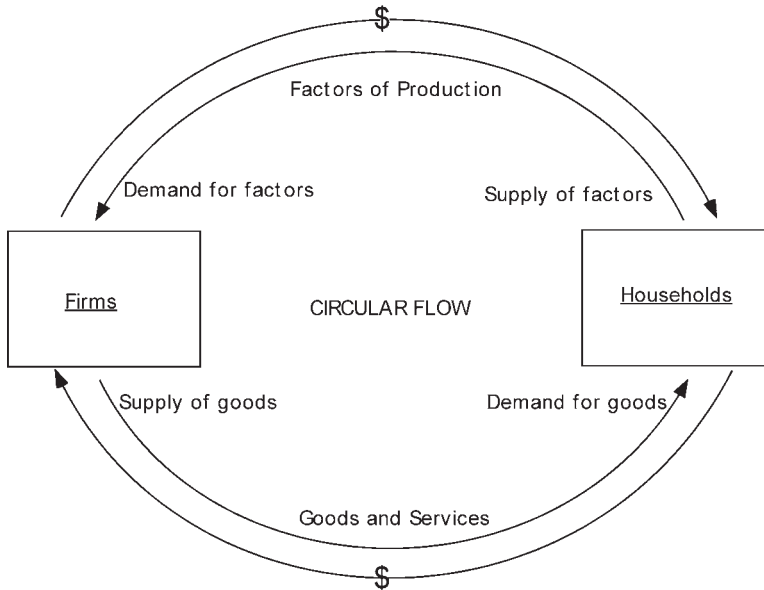 $
Factors of Production
Demand for factors
Supply of factors
Firms
CIRCULAR FLOW
Households
Supply of goods
Demand for goods
Goods and Services
$